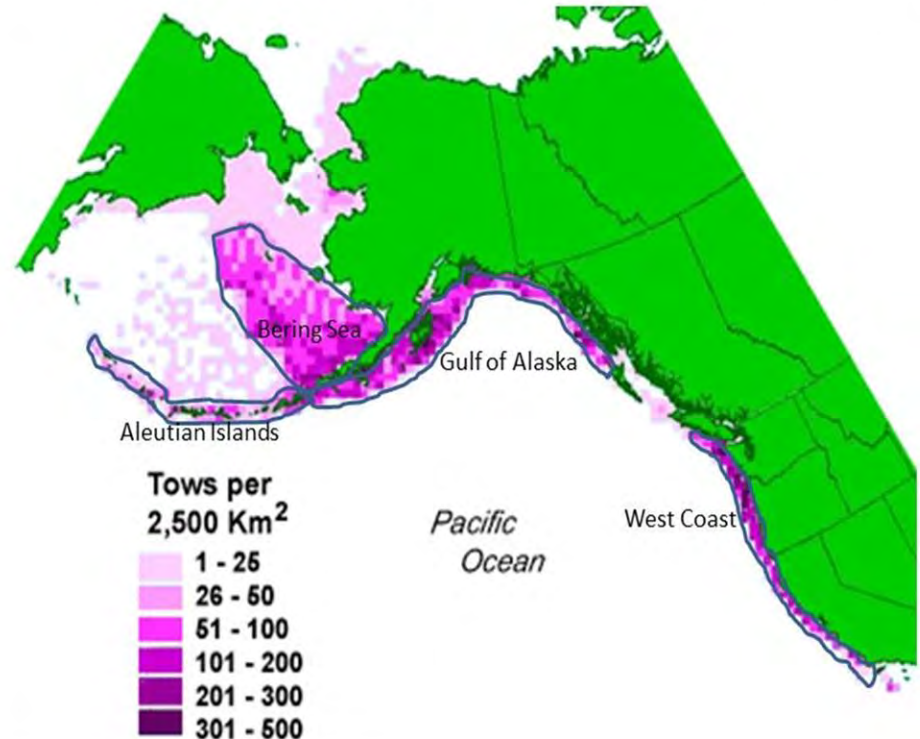 Bering Sea
Gulf of Alaska
Aleutian Islands
Tows per
2,500 Km²
1 - 25
26 - 50
51 - 100
101 - 200
201 - 300
301 - 500
Pacific
Ocean
West Coast